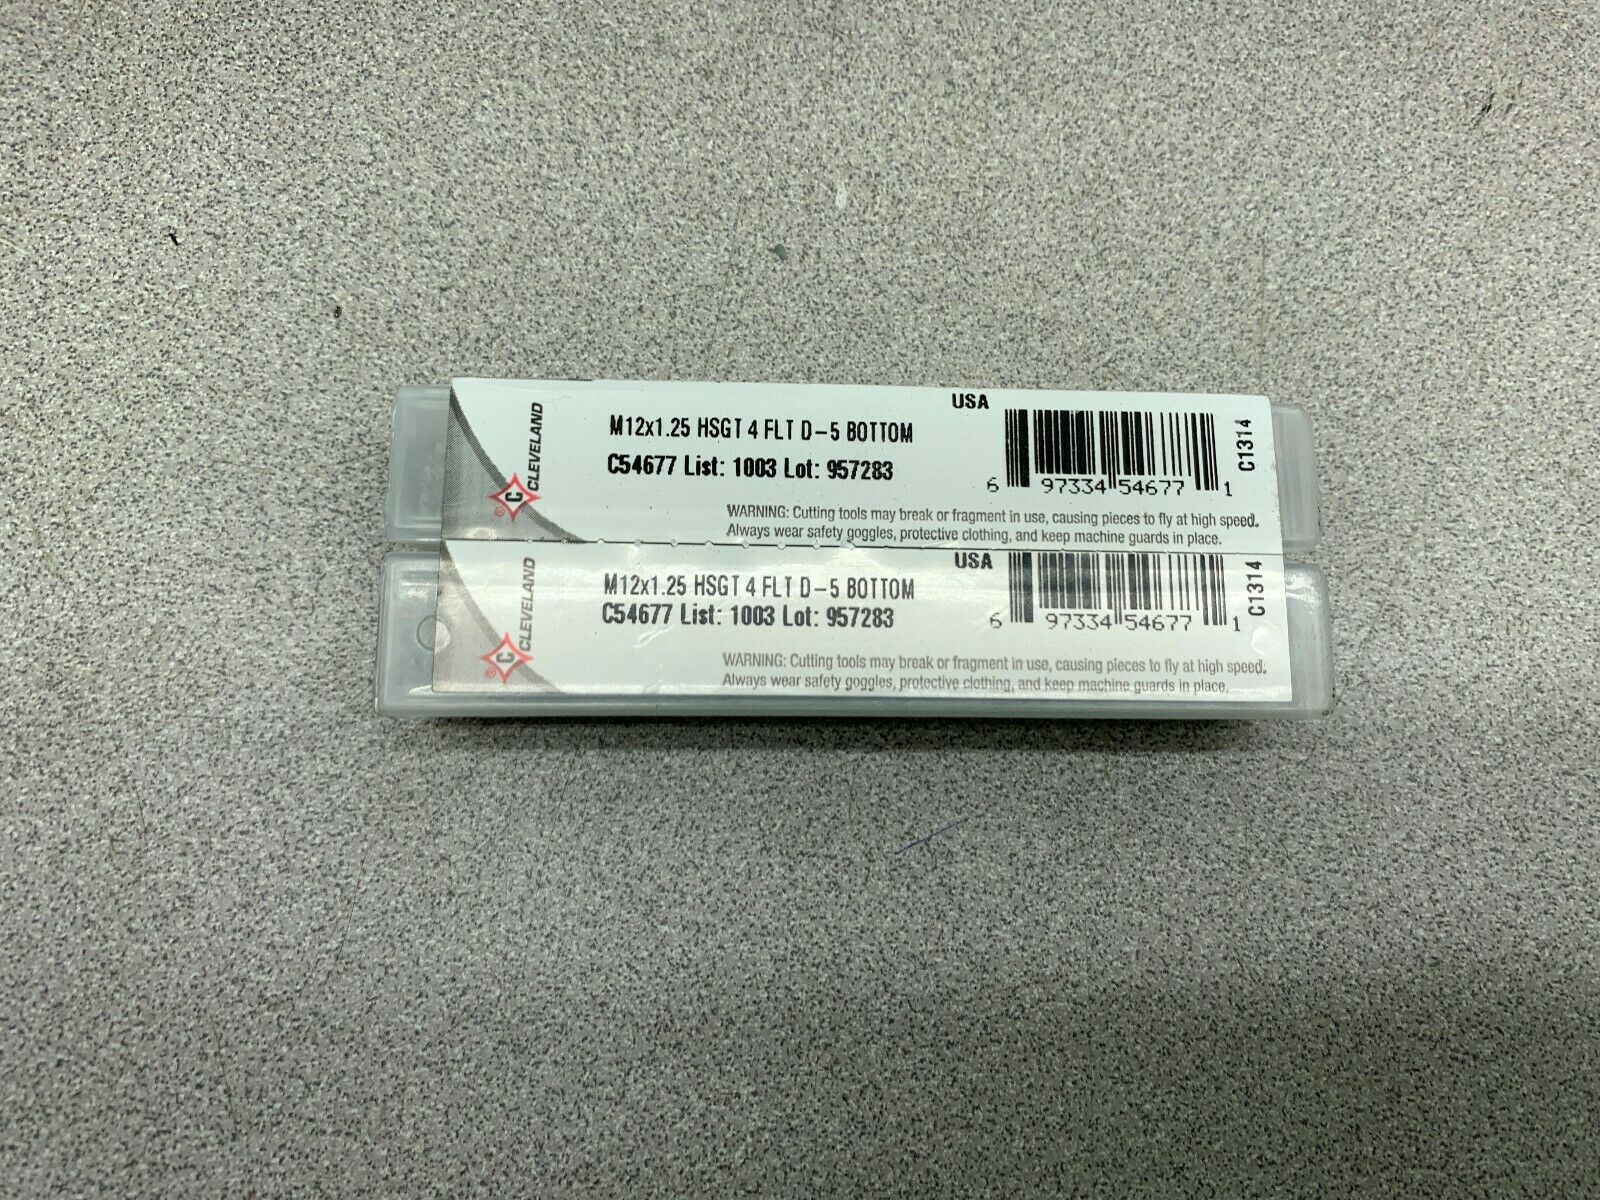 CLEVELAND
C
®
M12x1.25 HSGT 4 FLT D-5 BOTTOM
C54677 List: 1003 Lot: 957283
USA
6 97334 54677 1
C1314
WARNING: Cutting tools may break or fragment in use, causing pieces to fly at high speed.
Always wear safety goggles, protective clothing, and keep machine guards in place.
CLEVELAND
C
®
M12x1.25 HSGT 4 FLT D-5 BOTTOM
C54677 List: 1003 Lot: 957283
USA
6 97334 54677 1
C1314
WARNING: Cutting tools may break or fragment in use, causing pieces to fly at high speed.
Always wear safety goggles, protective clothing, and keep machine guards in place.